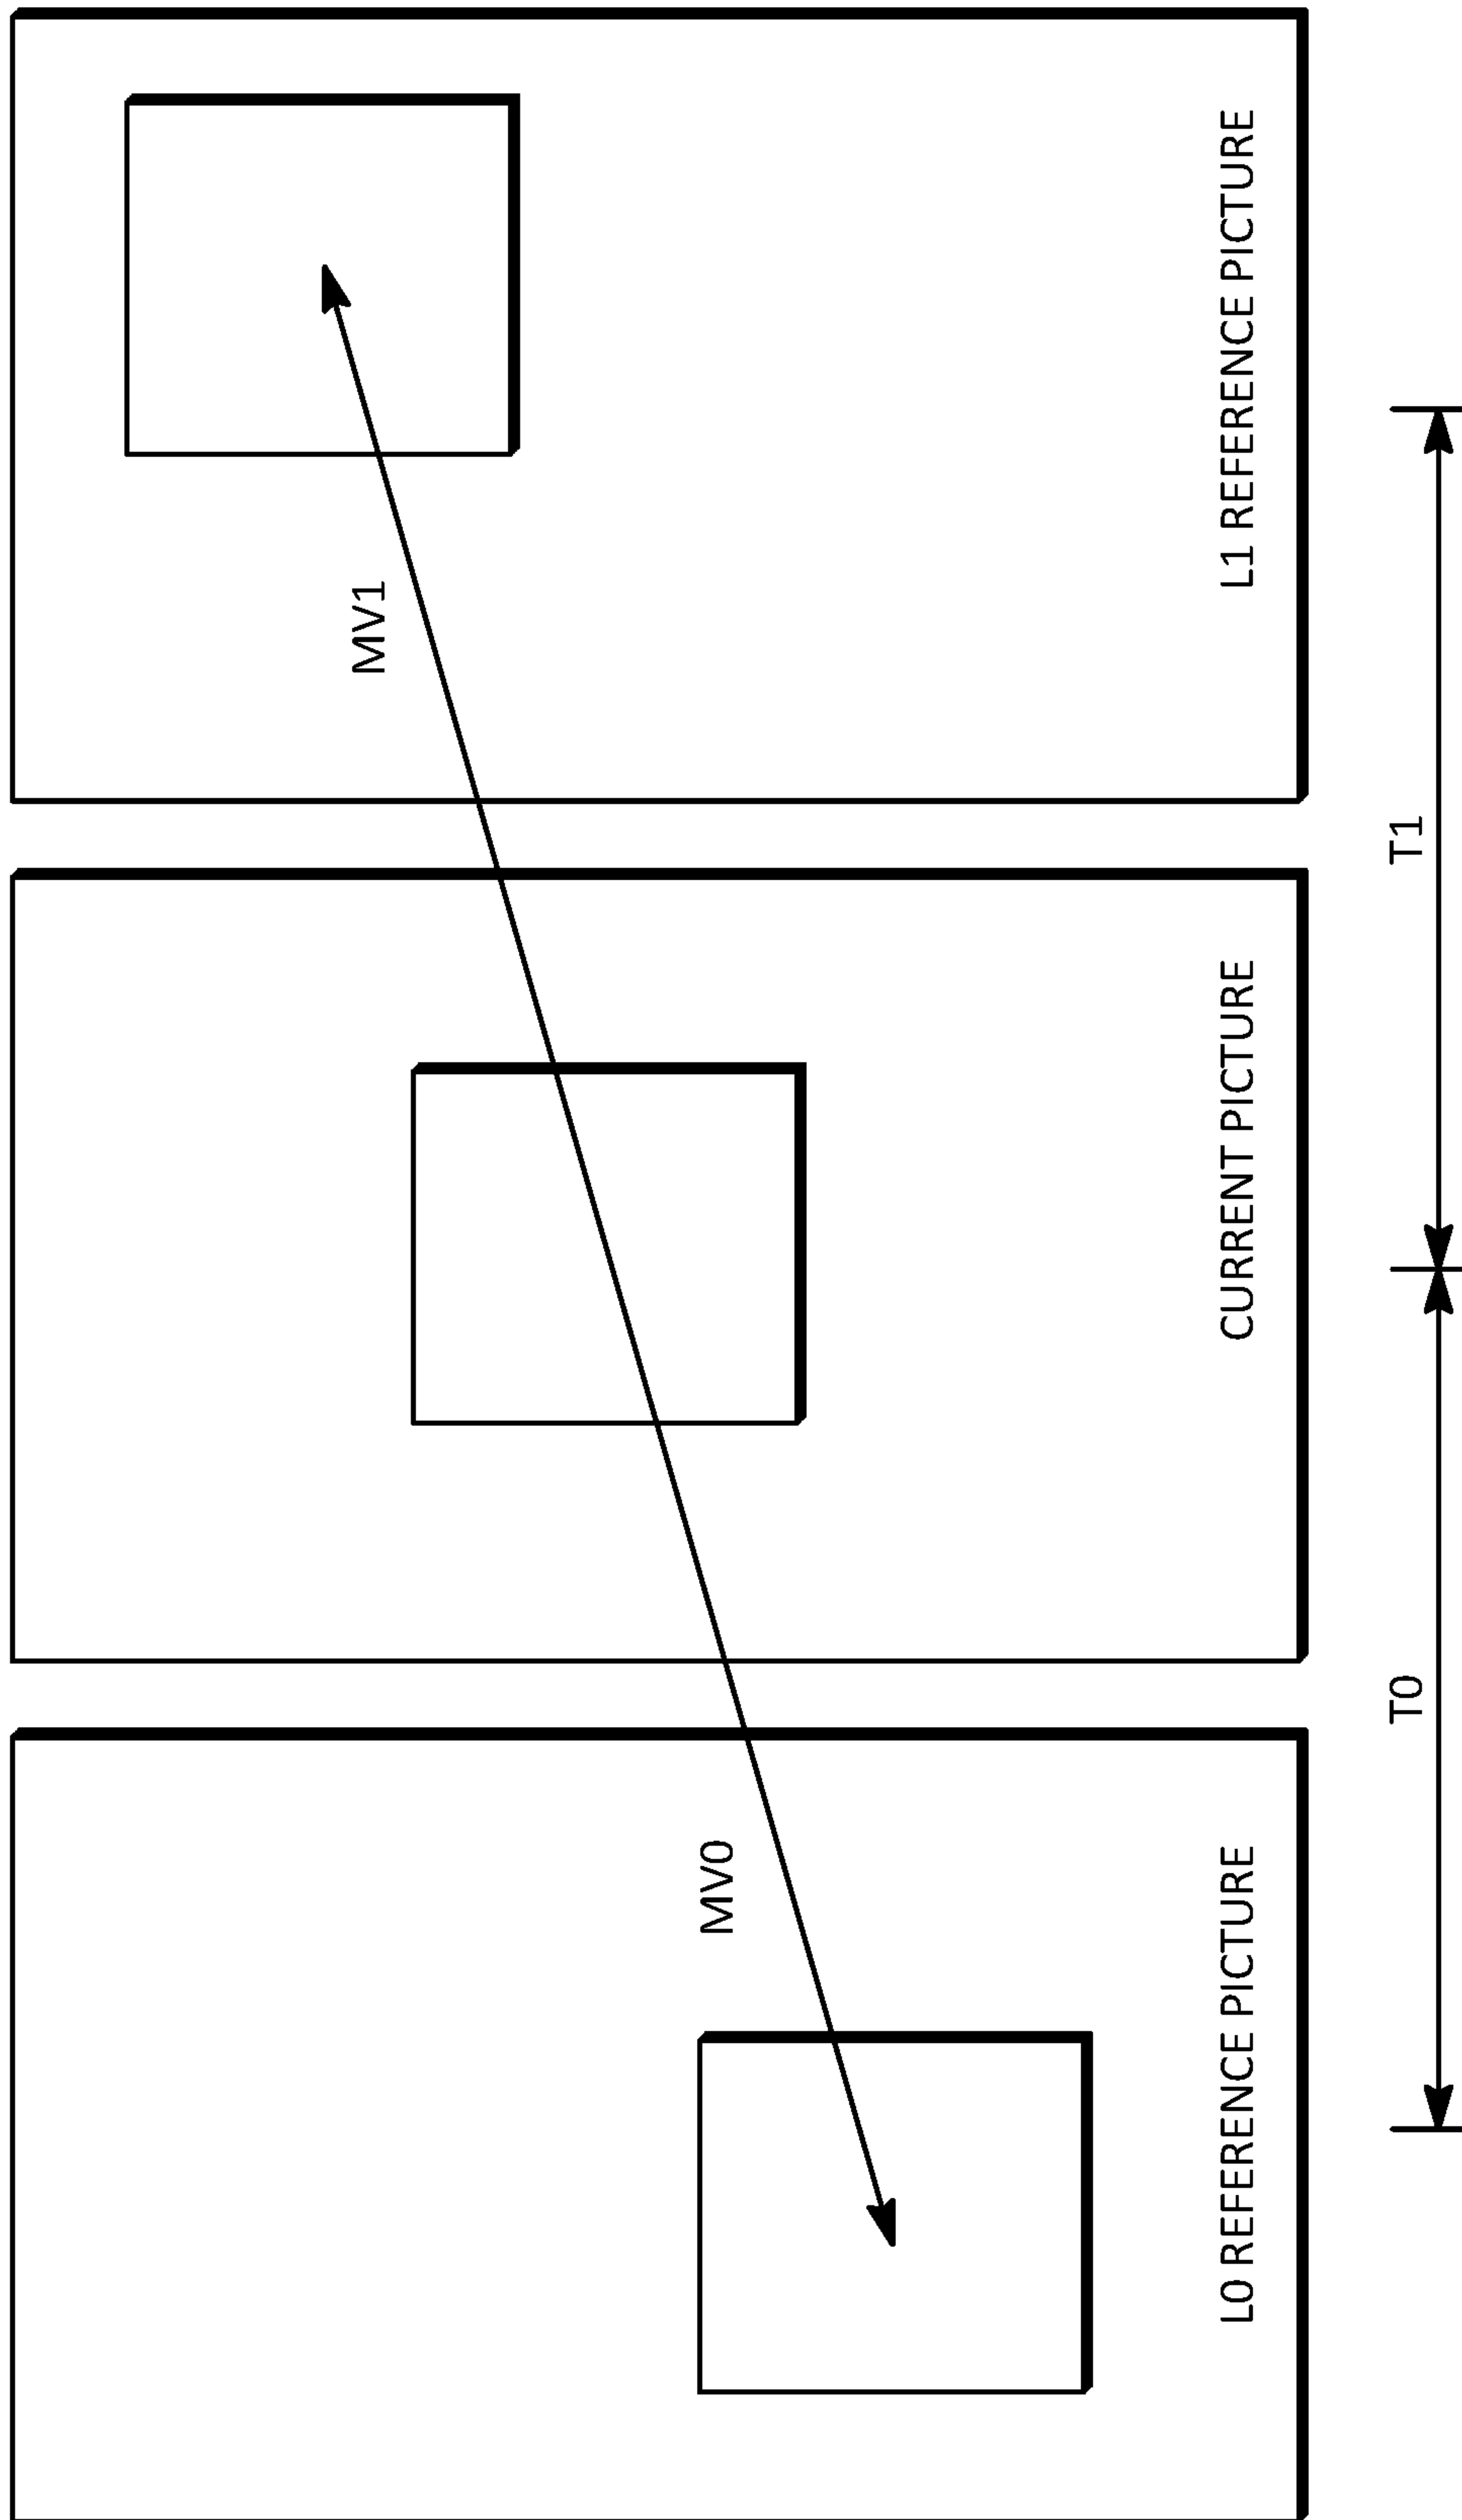 MV0
MV1
L0 REFERENCE PICTURE
CURRENT PICTURE
L1 REFERENCE PICTURE
T0
T1